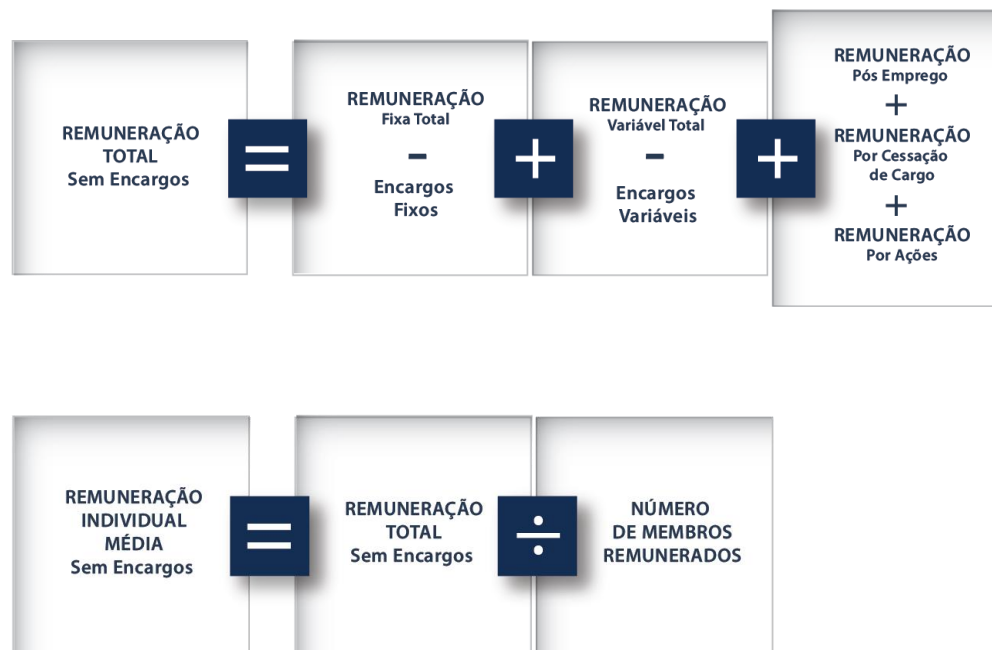 REMUNERAÇÃO
TOTAL
Sem Encargos
=
REMUNERAÇÃO
Fixa Total
-
Encargos
Fixos
+
REMUNERAÇÃO
Variável Total
-
Encargos
Variáveis
+
REMUNERAÇÃO
Pós Emprego
+
REMUNERAÇÃO
Por Cessação
de Cargo
+
REMUNERAÇÃO
Por Ações
REMUNERAÇÃO
INDIVIDUAL
MÉDIA
Sem Encargos
=
REMUNERAÇÃO
TOTAL
Sem Encargos
÷
NÚMERO
DE MEMBROS
REMUNERADOS